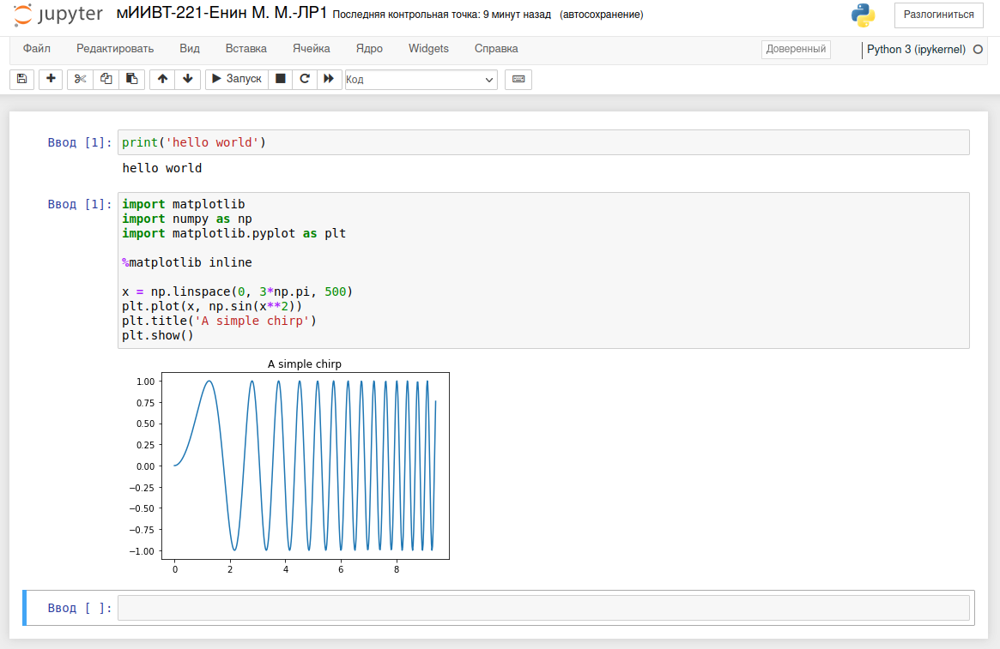 jupyter мИИВТ-221-Енин М. М.-ЛР1 Последняя контрольная точка: 9 минут назад (автосохранение) Разлогиниться
Файл Редактировать Вид Вставка Ячейка Ядро Widgets Справка Доверенный Python 3 (ipykernel)
Запуск Код
Ввод [1]: print('hello world')
hello world
Ввод [1]: import matplotlib
import numpy as np
import matplotlib.pyplot as plt
%matplotlib inline
x = np.linspace(0, 3*np.pi, 500)
plt.plot(x, np.sin(x**2))
plt.title('A simple chirp')
plt.show()
A simple chirp
1.00
0.75
0.50
0.25
0.00
−0.25
−0.50
−0.75
−1.00
0 2 4 6 8
Ввод [ ]: